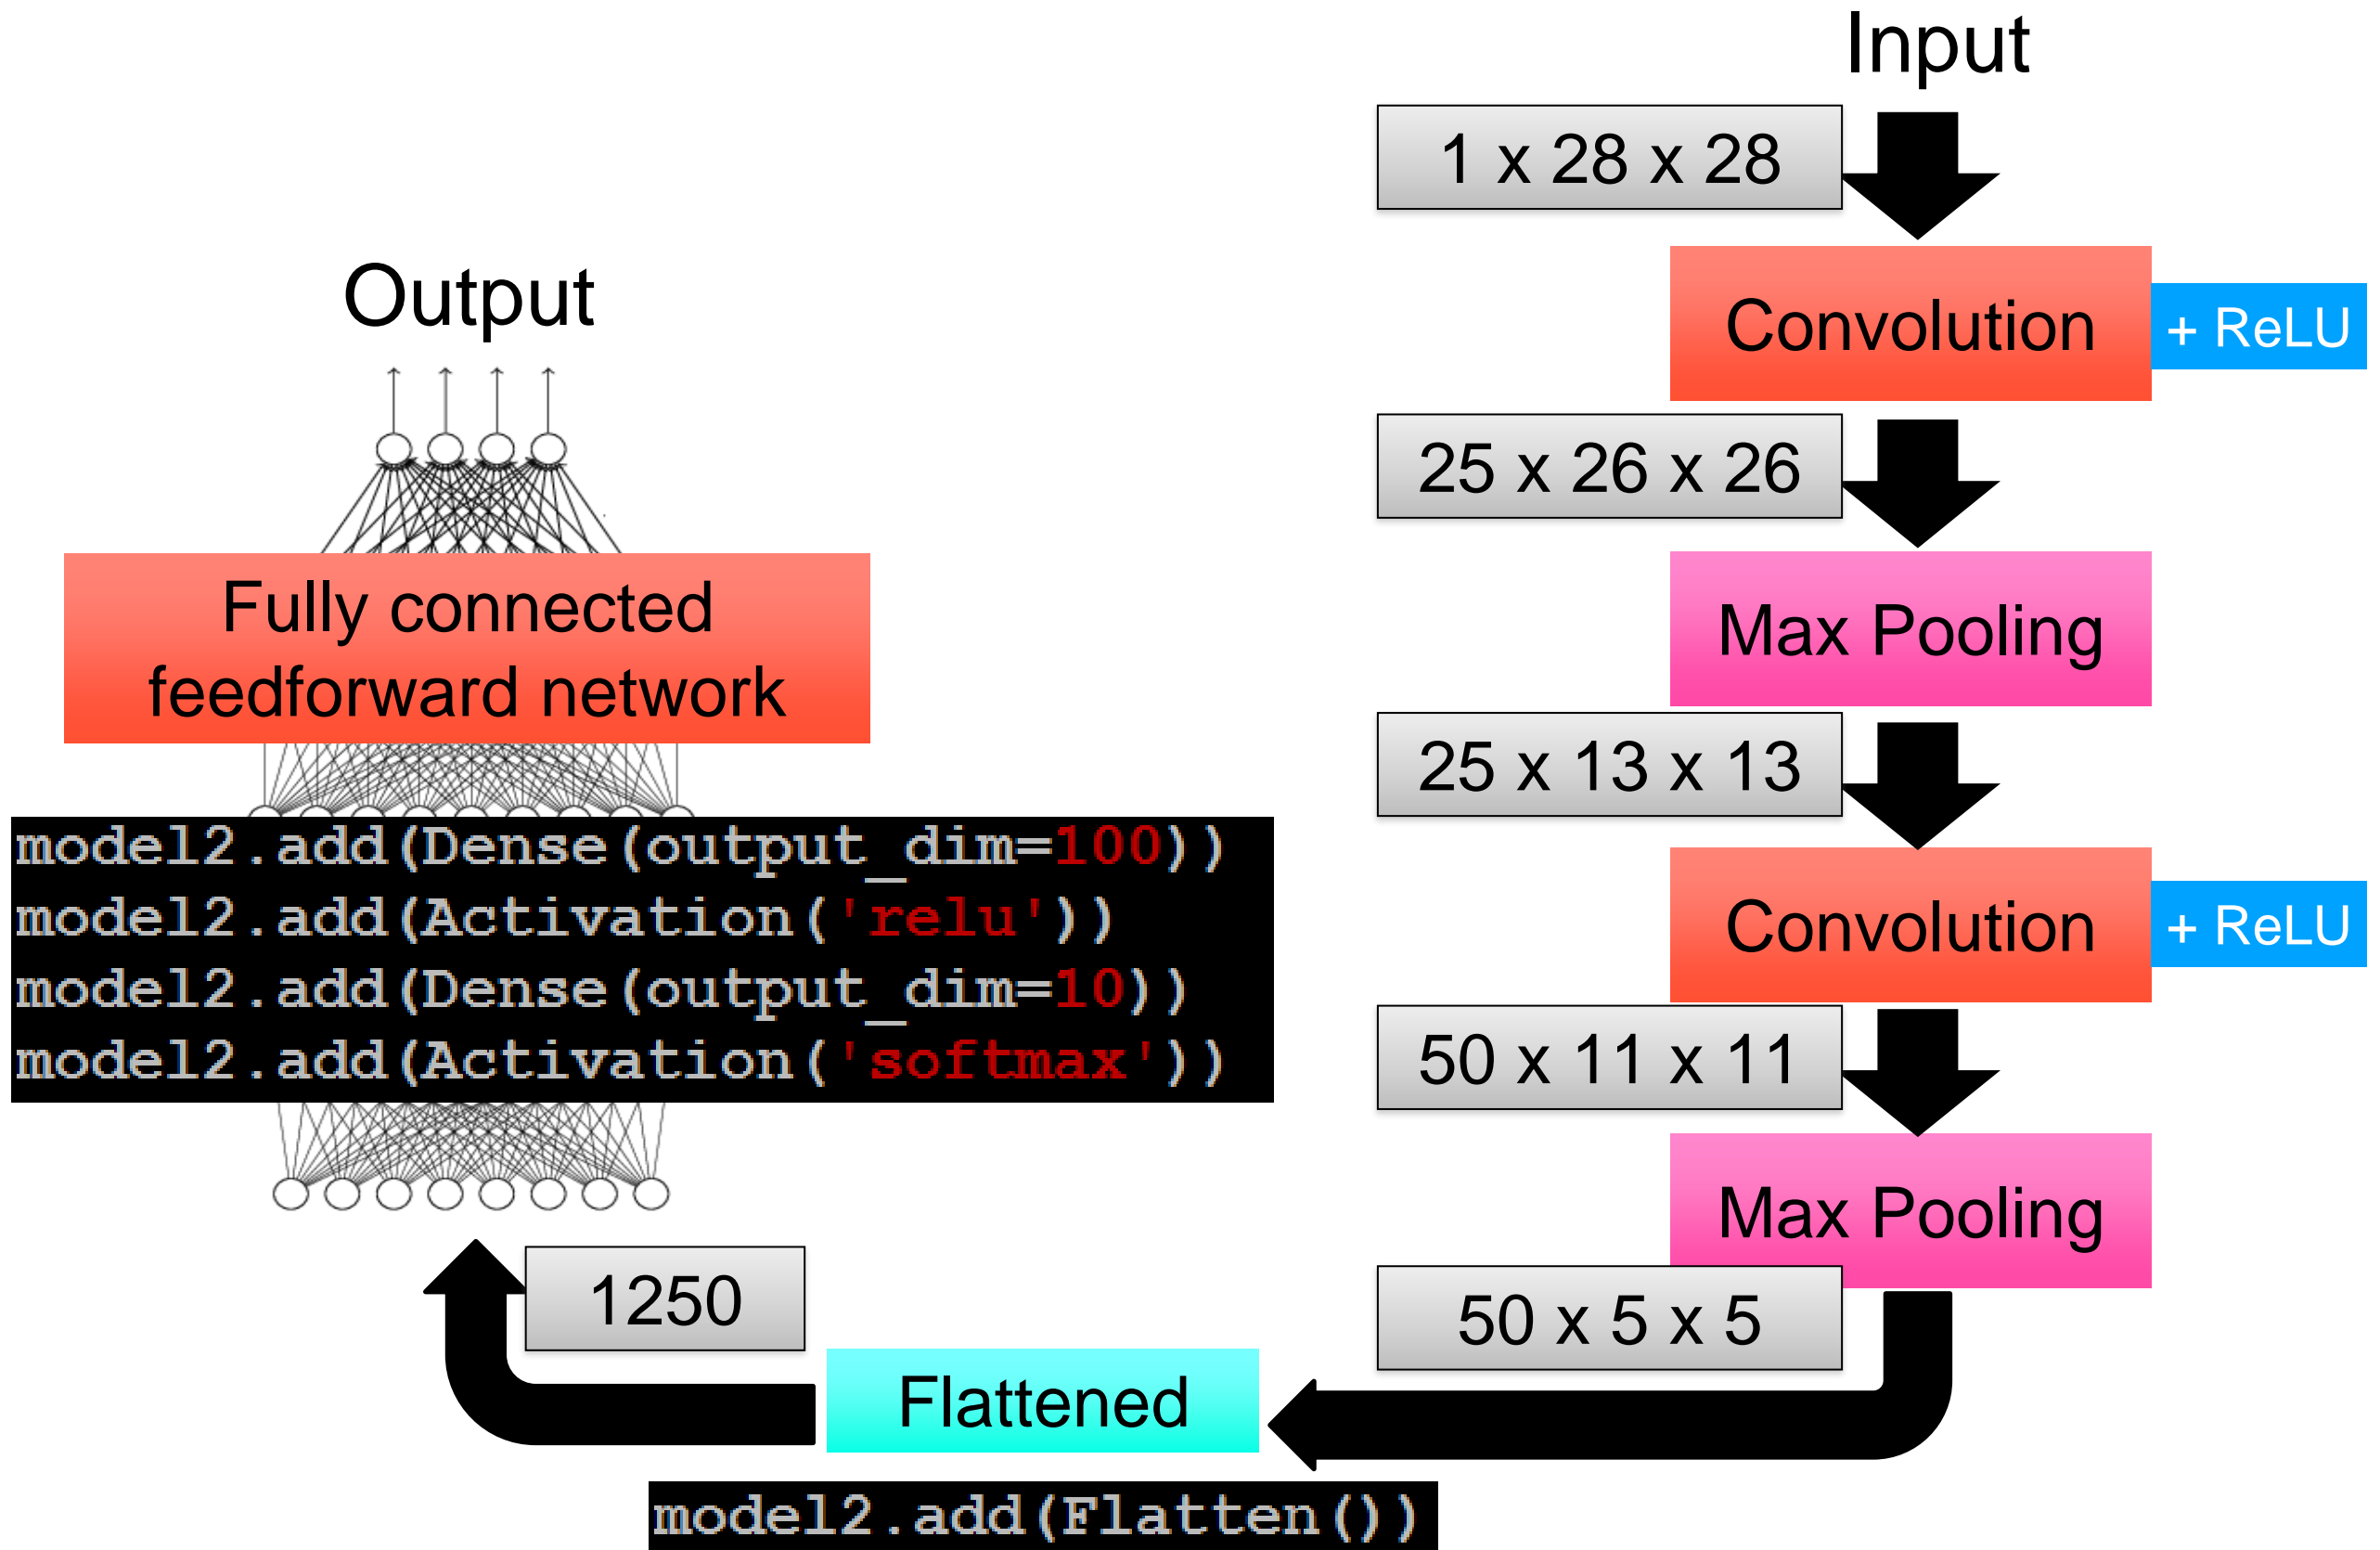 Input
1 x 28 x 28
Convolution
+ ReLU
25 x 26 x 26
Max Pooling
25 x 13 x 13
Convolution
+ ReLU
50 x 11 x 11
Max Pooling
50 x 5 x 5
Flattened
model2.add(Flatten())
1250
Output
Fully connected
feedforward network
model2.add(Dense(output_dim=100))
model2.add(Activation('relu'))
model2.add(Dense(output_dim=10))
model2.add(Activation('softmax'))